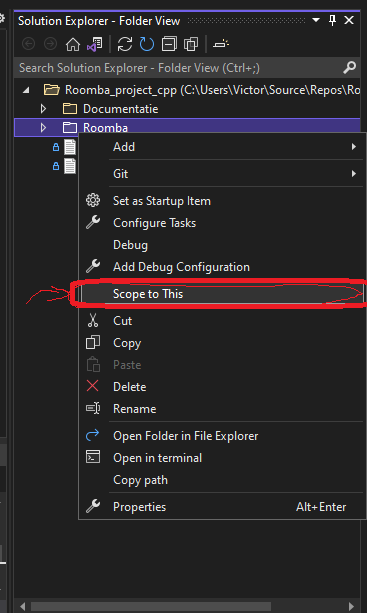 Solution Explorer - Folder View
Search Solution Explorer - Folder View (Ctrl+;)
Roomba_project_cpp (C:\Users\Victor\Source\Repos\Ro
Documentatie
Roomba
Add
Git
Set as Startup Item
Configure Tasks
Debug
Add Debug Configuration
Scope to This
Cut
Copy
Paste
Delete
Rename
Open Folder in File Explorer
Open in terminal
Copy path
Properties Alt+Enter